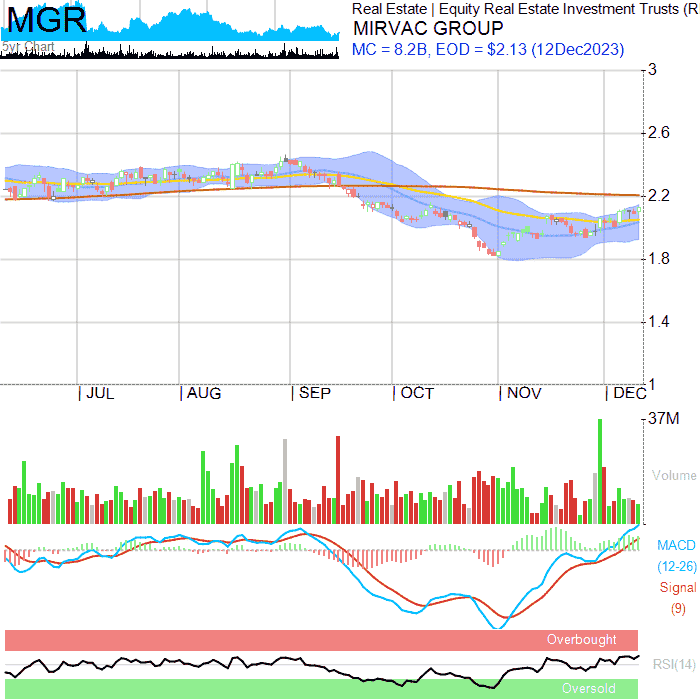 MGR
5yr Chart
Real Estate | Equity Real Estate Investment Trusts (R
MIRVAC GROUP
MC = 8.2B, EOD = $2.13 (12Dec2023)
3
2.6
2.2
1.8
1.4
1
| JUL | AUG | SEP | OCT | NOV | DEC
37M
Volume
MACD
(12-26)
Signal
(9)
Overbought
RSI(14)
Oversold